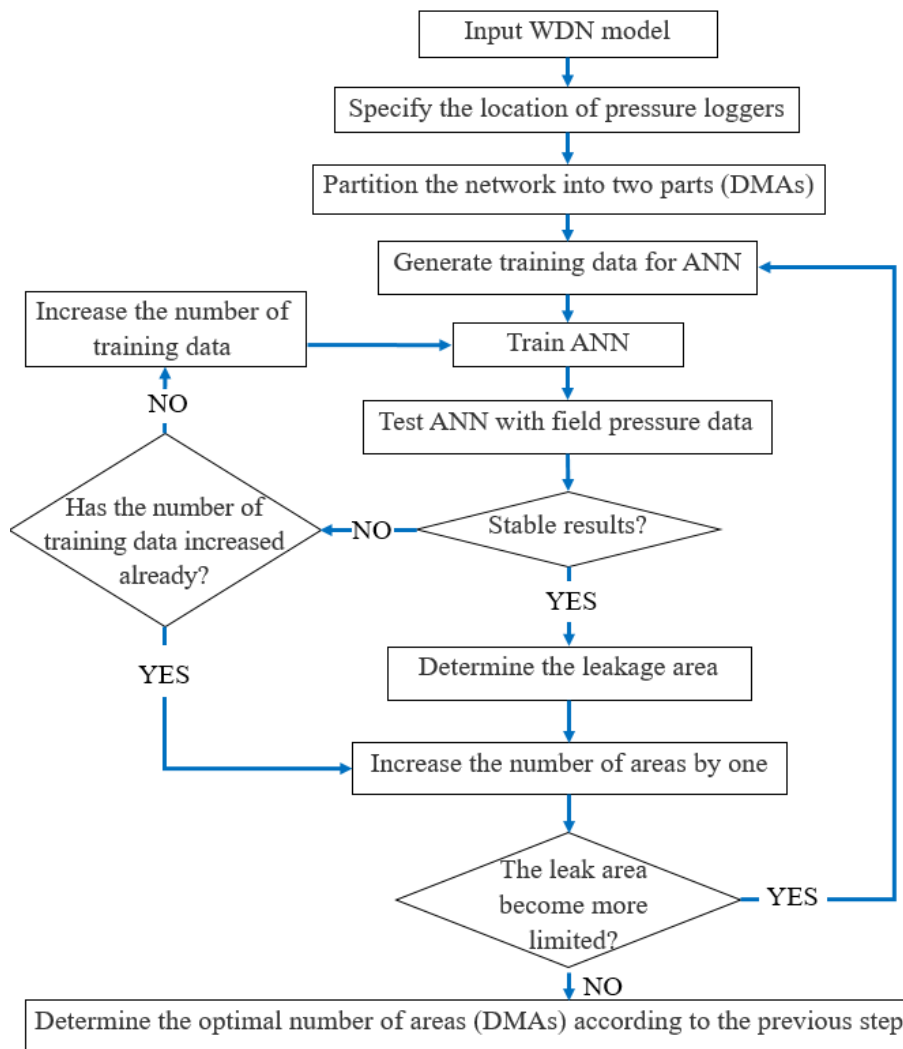 Input WDN model
Specify the location of pressure loggers
Partition the network into two parts (DMAs)
Generate training data for ANN
Increase the number of
training data
Train ANN
NO
Test ANN with field pressure data
Has the number of
training data increased
already?
NO
Stable results?
YES
YES
Determine the leakage area
Increase the number of areas by one
The leak area
become more
limited?
YES
NO
Determine the optimal number of areas (DMAs) according to the previous step